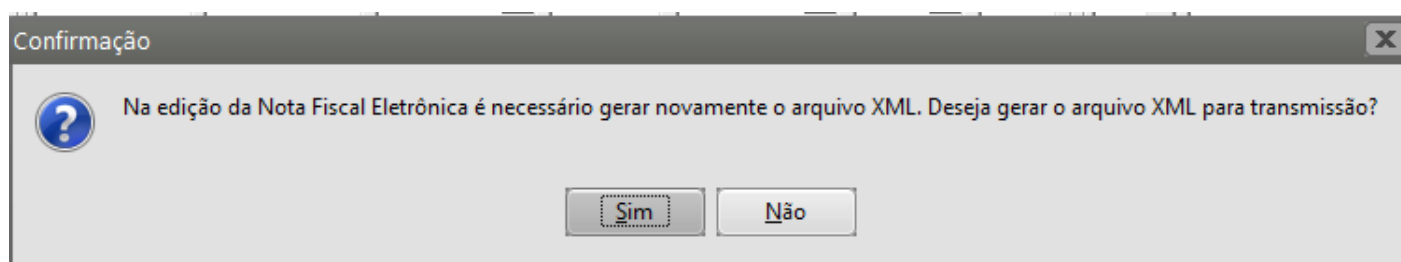 Confirmação
Na edição da Nota Fiscal Eletrônica é necessário gerar novamente o arquivo XML. Deseja gerar o arquivo XML para transmissão?
Sim
Não